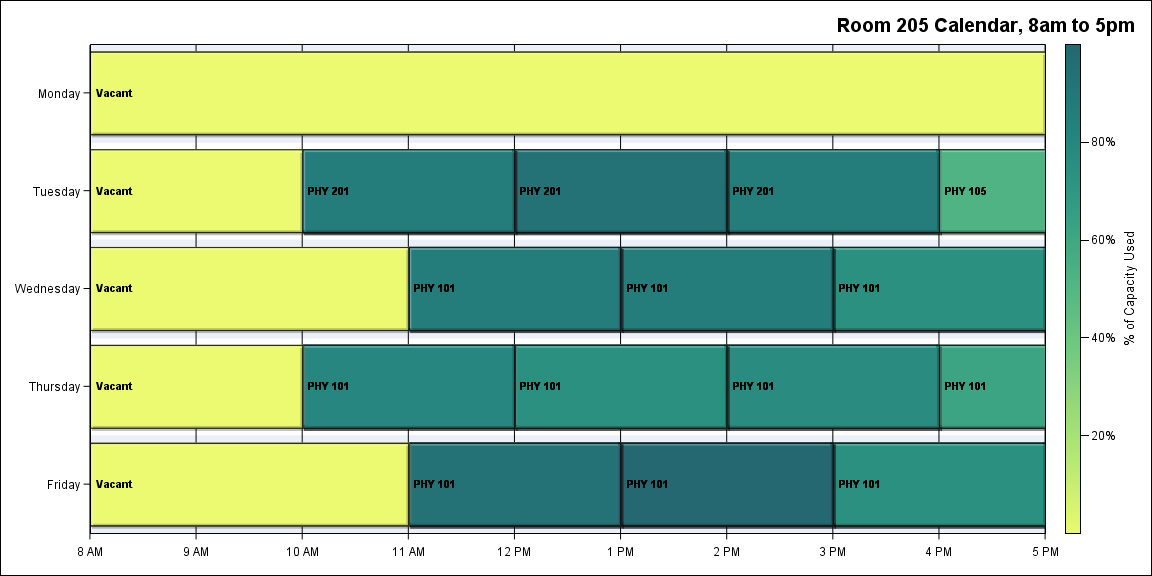 Room 205 Calendar, 8am to 5pm
Monday
Vacant
Tuesday
Vacant
PHY 201
PHY 201
PHY 201
PHY 105
Wednesday
Vacant
PHY 101
PHY 101
PHY 101
Thursday
Vacant
PHY 101
PHY 101
PHY 101
PHY 101
Friday
Vacant
PHY 101
PHY 101
PHY 101
8 AM
9 AM
10 AM
11 AM
12 PM
1 PM
2 PM
3 PM
4 PM
5 PM
80%
60%
40%
20%
% of Capacity Used